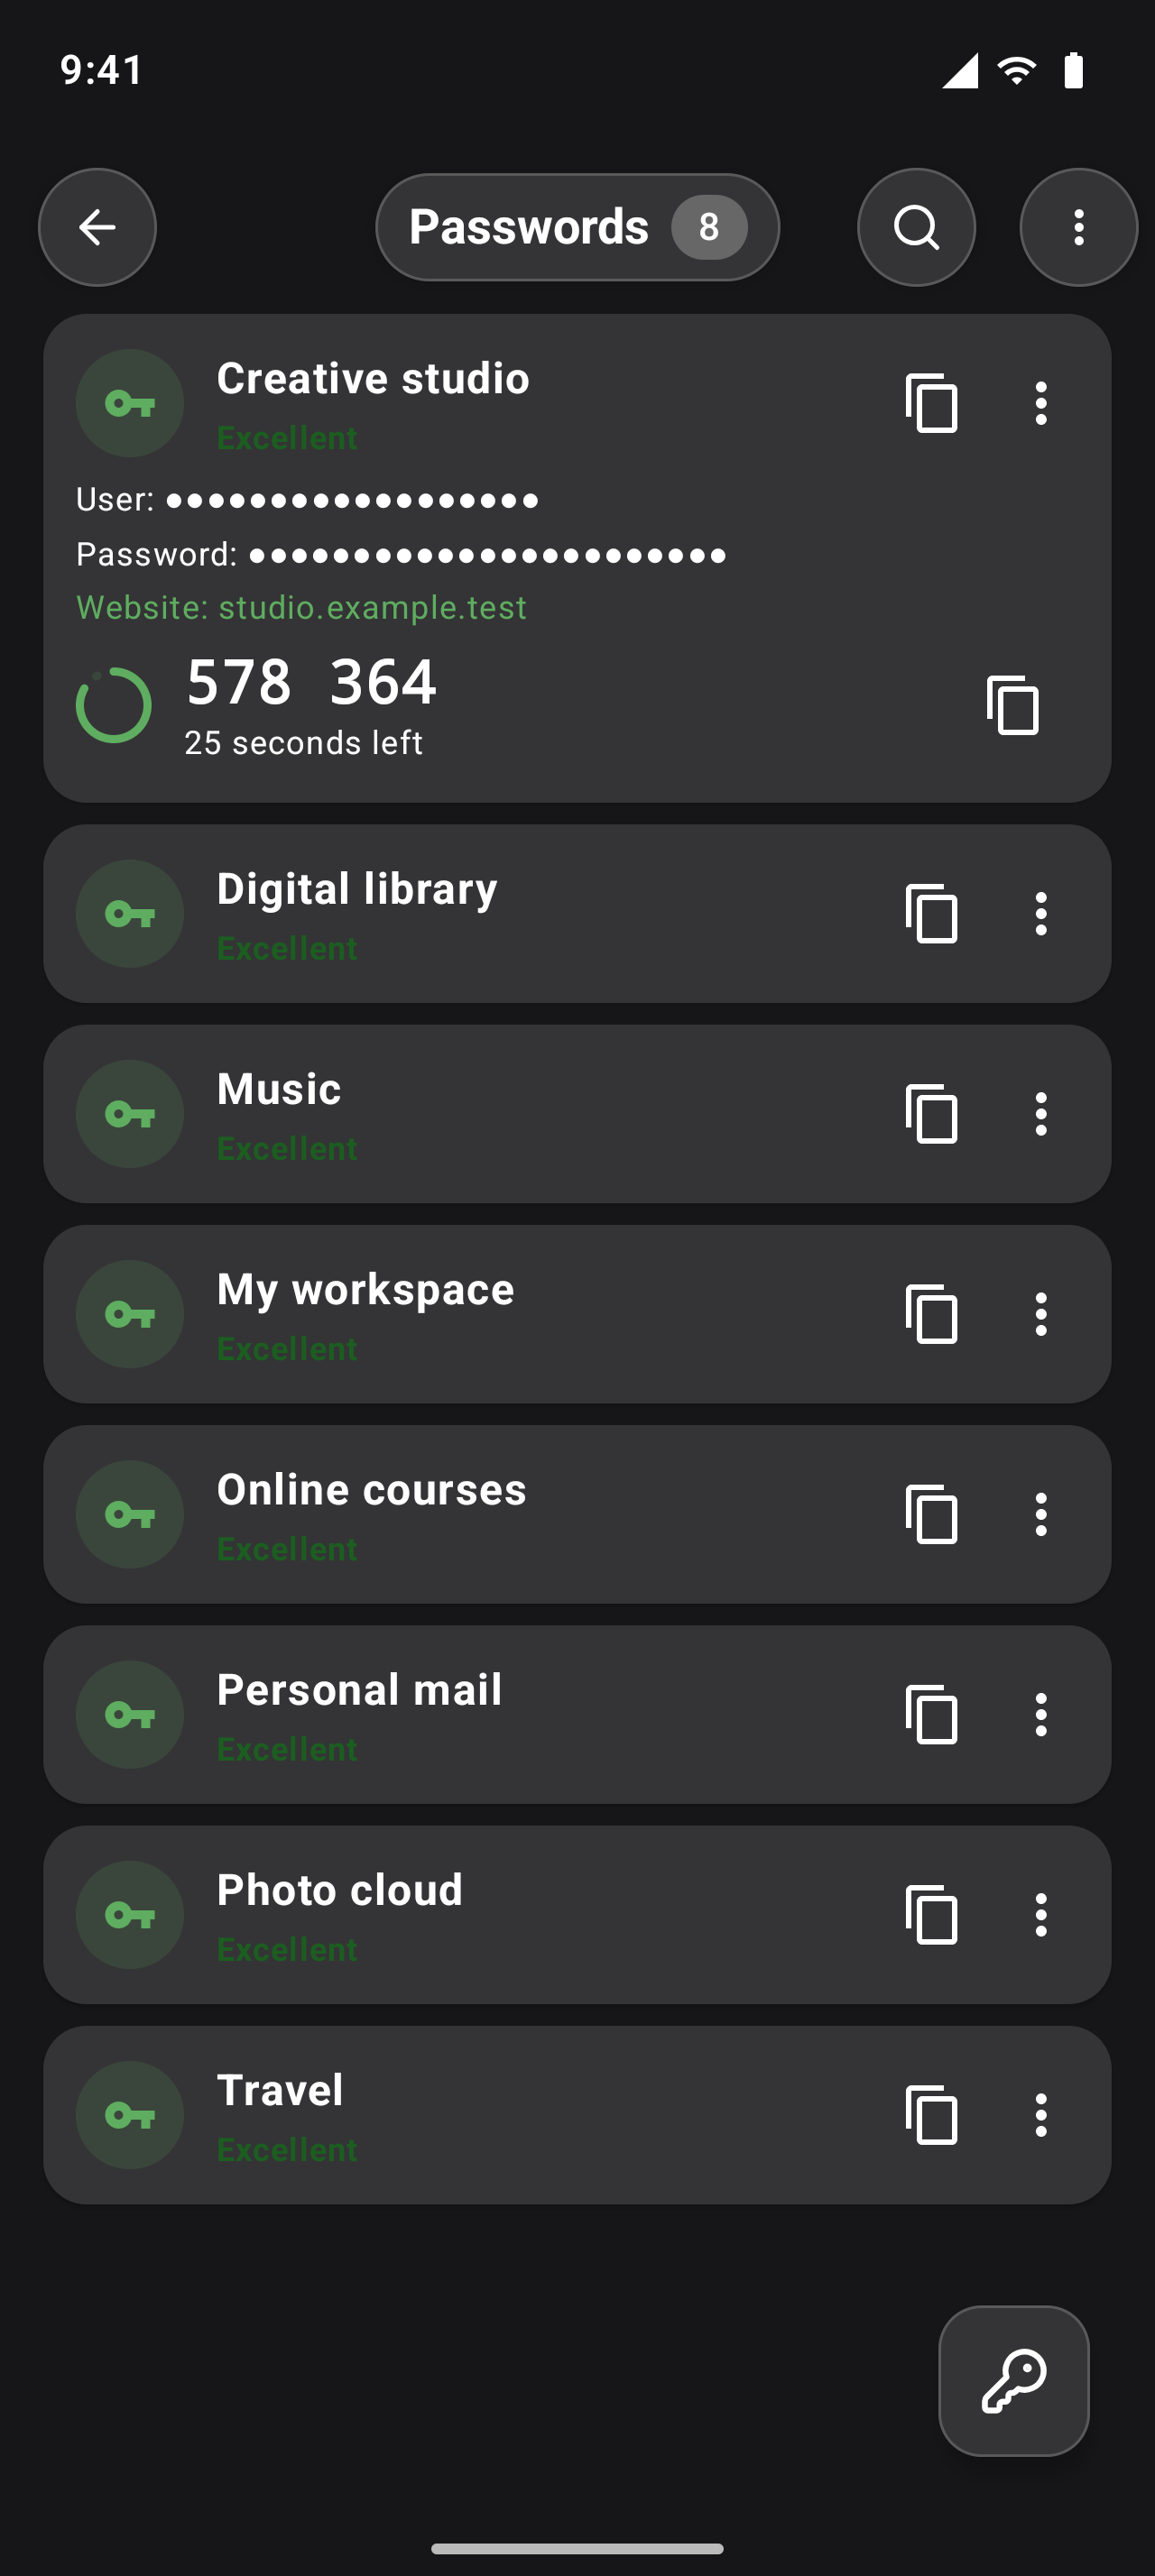 9:41
Passwords 8
Creative studio
Excellent
User: ••••••••••••••••••
Password: •••••••••••••••••••••••
Website: studio.example.test
578 364
25 seconds left
Digital library
Excellent
Music
Excellent
My workspace
Excellent
Online courses
Excellent
Personal mail
Excellent
Photo cloud
Excellent
Travel
Excellent